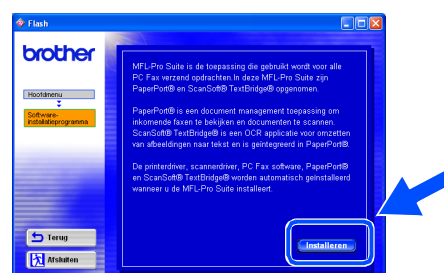 Flash
brother
Hoofdmenu
Software-
installatieprogramma
MFL-Pro Suite is de toepassing die gebruikt wordt voor alle
PC Fax verzend opdrachten.In deze MFL-Pro Suite zijn
PaperPort® en ScanSoft® TextBridge® opgenomen.
PaperPort® is een document management toepassing om
inkomende faxen te bekijken en documenten te scannen.
ScanSoft® TextBridge® is een OCR applicatie voor omzetten
van afbeeldingen naar tekst en is geïntegreerd in PaperPort®.
De printerdriver, scannerdriver, PC Fax software, PaperPort®
en ScanSoft® TextBridge® worden automatisch geïnstalleerd
wanneer u de MFL-Pro Suite installeert.
Installeren
Terug
Afsluiten